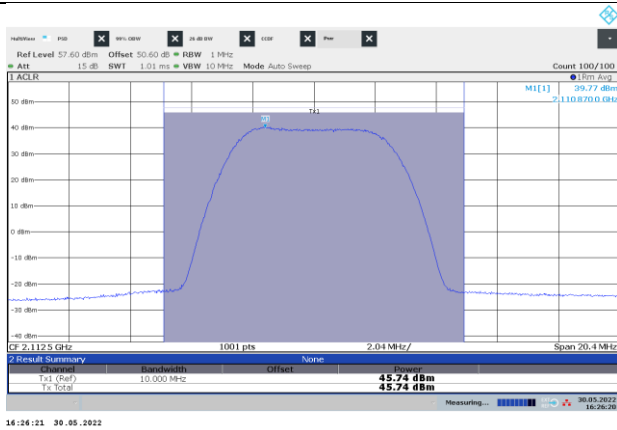 MultiView PSD X 99% OBW X 26 dB BW X CCDF X Pwr X
Ref Level 57.60 dBm Offset 50.60 dB RBW 1 MHz
Att 15 dB SWT 1.01 ms VBW 10 MHz Mode Auto Sweep Count 100/100
1 ACLR 1Rm Avg
M1[1] 39.77 dBm
2.110 870 0 GHz
50 dBm
Tx1
M1
40 dBm
30 dBm
20 dBm
10 dBm
0 dBm
-10 dBm
-20 dBm
-30 dBm
-40 dBm
CF 2.1125 GHz 1001 pts 2.04 MHz/ Span 20.4 MHz
2 Result Summary None
Channel Bandwidth Offset Power
Tx1 (Ref) 10.000 MHz 45.74 dBm
Tx Total 45.74 dBm
Measuring... 30.05.2022
16:26:20
16:26:21 30.05.2022